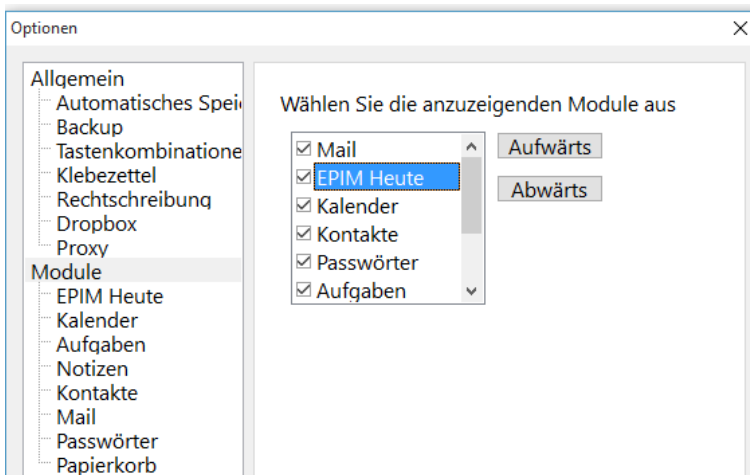 Optionen
Allgemein
Automatisches Spei
Backup
Tastenkombinatione
Klebezettel
Rechtschreibung
Dropbox
Proxy
Module
EPIM Heute
Kalender
Aufgaben
Notizen
Kontakte
Mail
Passwörter
Papierkorb
Wählen Sie die anzuzeigenden Module aus
Mail
EPIM Heute
Kalender
Kontakte
Passwörter
Aufgaben
Aufwärts
Abwärts